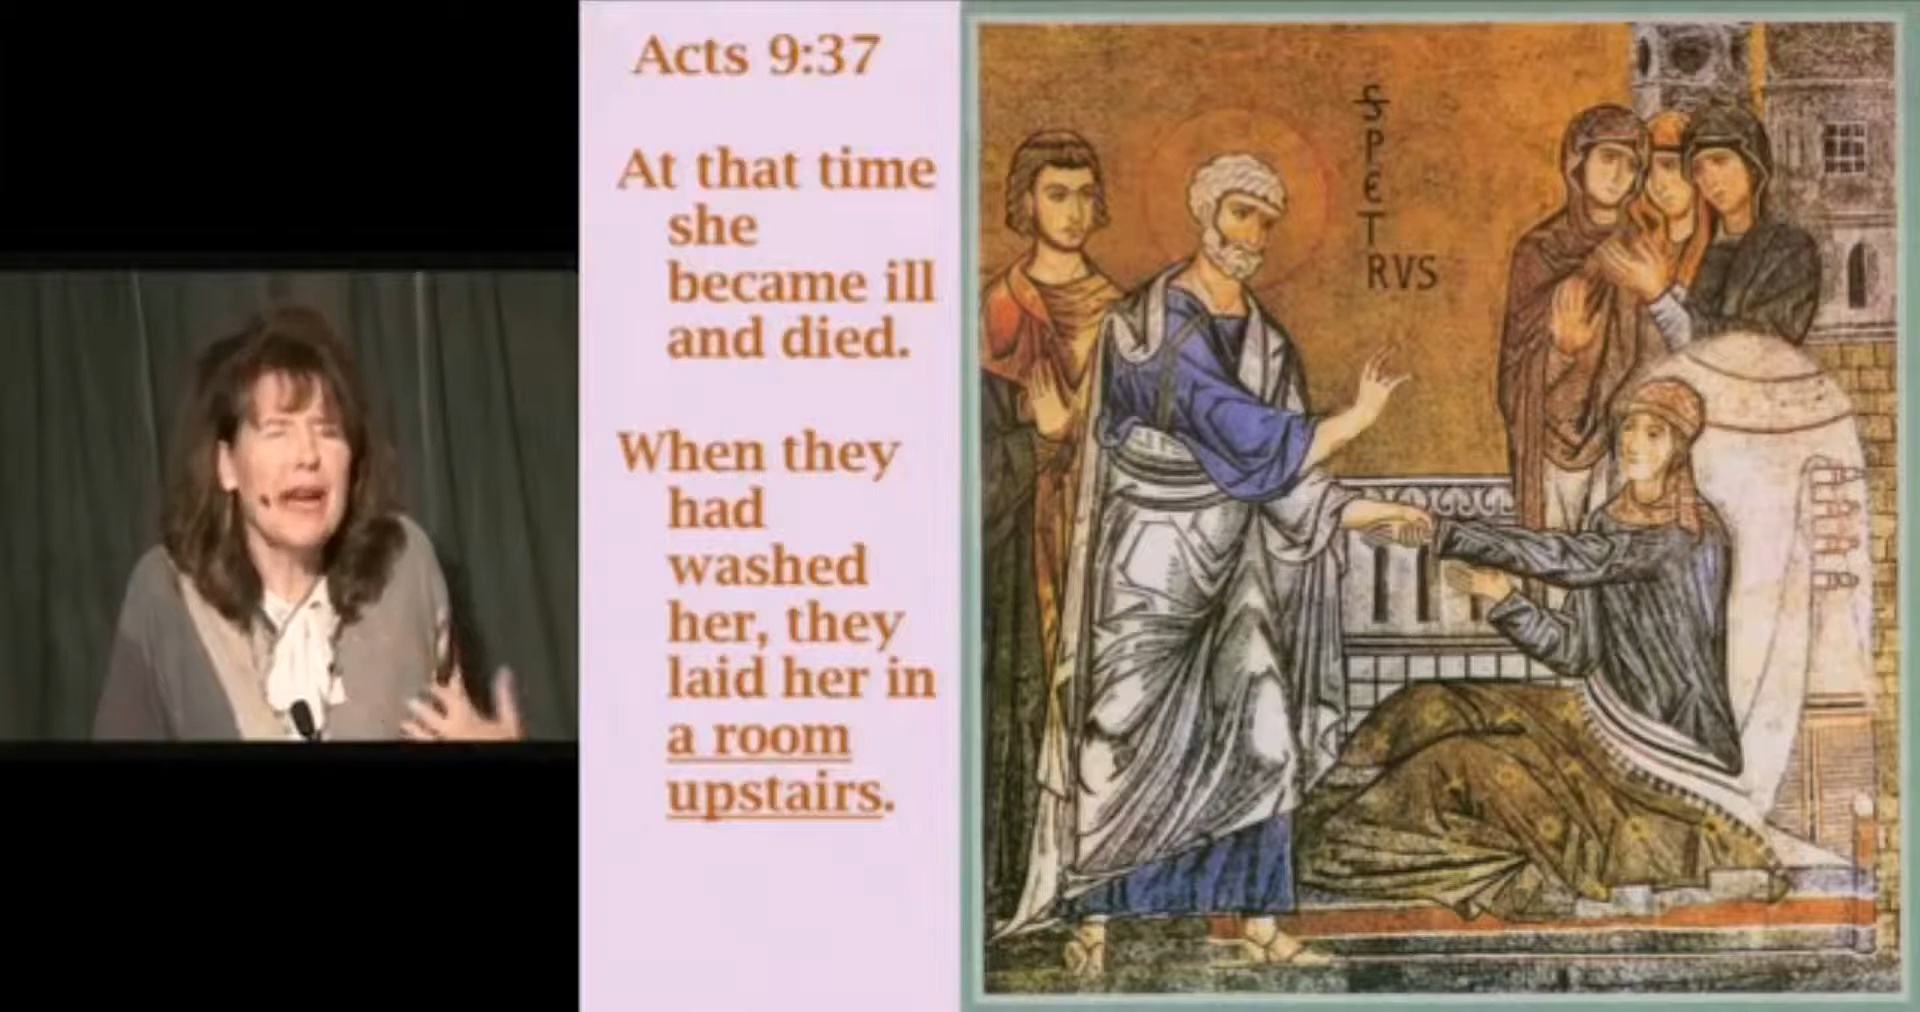 Acts 9:37
At that time
she
became ill
and died.
When they
had
washed
her, they
laid her in
a room
upstairs.
S
P
E
T
RVS